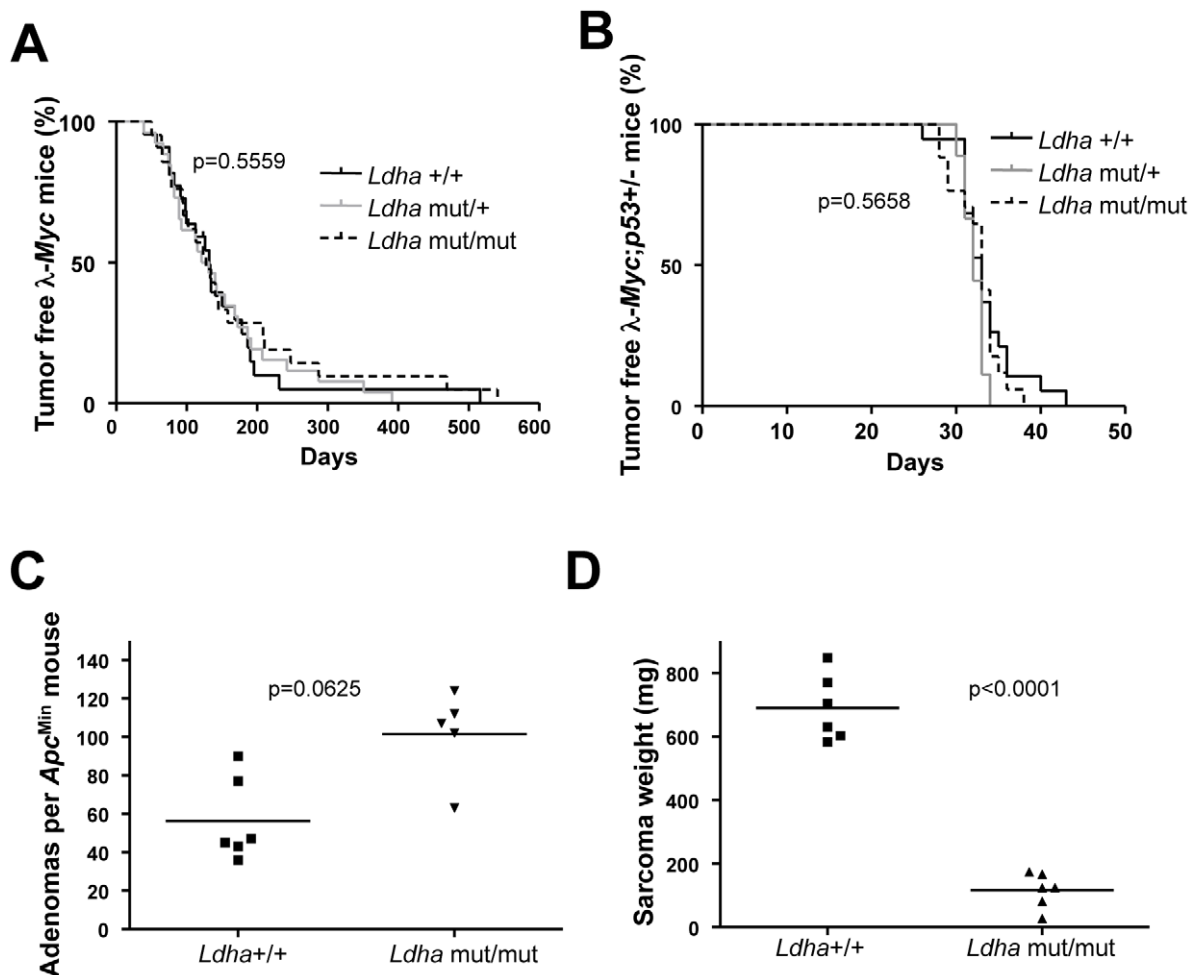 A
Tumor free λ-Myc mice (%)
100
50
0
p=0.5559
Ldha +/+
Ldha mut/+
Ldha mut/mut
0 100 200 300 400 500 600
Days
B
Tumor free λ-Myc;p53+/- mice (%)
100
50
0
p=0.5658
Ldha +/+
Ldha mut/+
Ldha mut/mut
0 10 20 30 40 50
Days
C
Adenomas per ApcMin mouse
140
120
100
80
60
40
20
0
p=0.0625
Ldha+/+ Ldha mut/mut
D
Sarcoma weight (mg)
800
600
400
200
0
p<0.0001
Ldha+/+ Ldha mut/mut